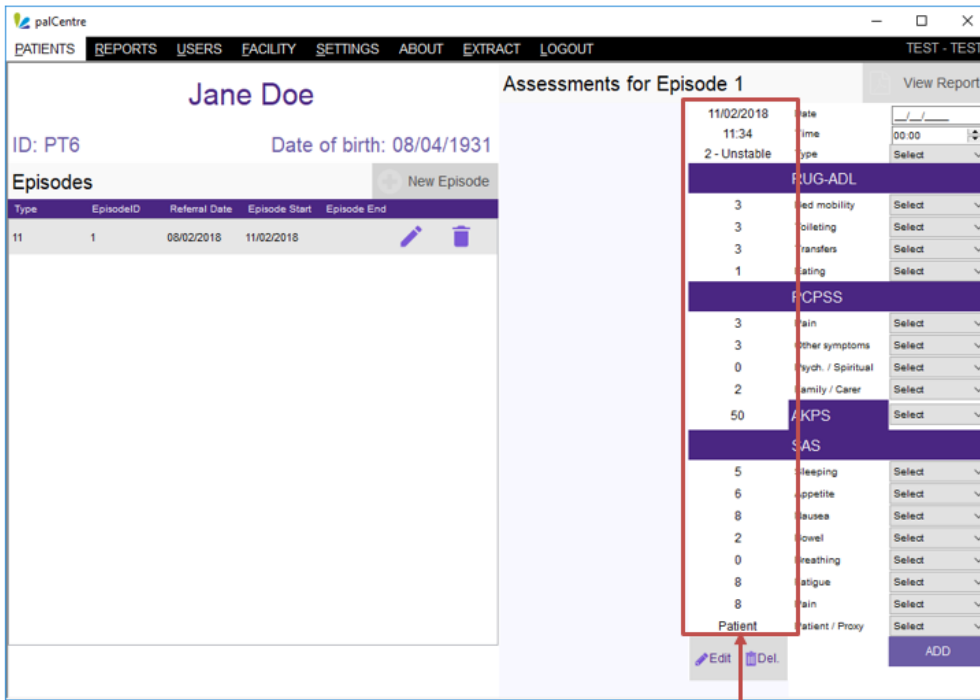 palCentre
PATIENTS REPORTS USERS FACILITY SETTINGS ABOUT EXTRACT LOGOUT TEST - TEST
Jane Doe
ID: PT6 Date of birth: 08/04/1931
Episodes New Episode
Type EpisodeID Referral Date Episode Start Episode End
11 1 08/02/2018 11/02/2018
Assessments for Episode 1 View Report
11/02/2018 Date __/__/____
11:34 Time 00:00
2 - Unstable Type Select
RUG-ADL
3 Bed mobility Select
3 Toileting Select
3 Transfers Select
1 Eating Select
PCPSS
3 Pain Select
3 Other symptoms Select
0 Psych. / Spiritual Select
2 Family / Carer Select
50 AKPS Select
SAS
5 Sleeping Select
6 Appetite Select
8 Nausea Select
2 Bowel Select
0 Breathing Select
8 Fatigue Select
8 Pain Select
Patient Patient / Proxy Select
Edit Del. ADD